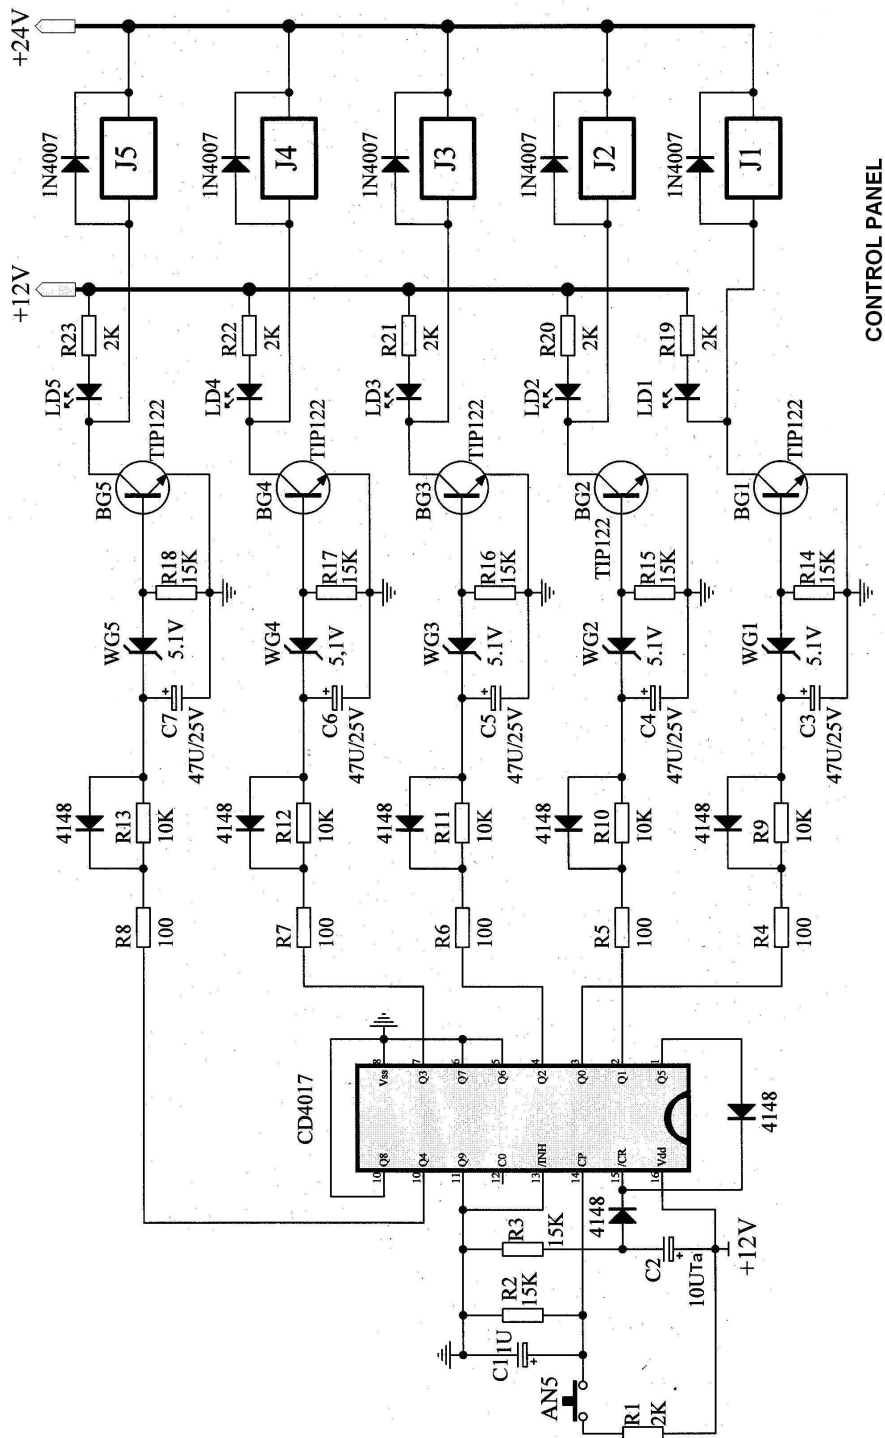 +24V
1N4007
J5
1N4007
J4
1N4007
J3
1N4007
J2
1N4007
J1
+12V
R23
2K
R22
2K
R21
2K
R20
2K
R19
2K
LD5
LD4
LD3
LD2
LD1
BG5
TIP122
BG4
TIP122
BG3
TIP122
BG2
TIP122
BG1
TIP122
R18
15K
R17
15K
R16
15K
R15
15K
R14
15K
WG5
5.1V
WG4
5,1V
WG3
5.1V
WG2
5.1V
WG1
5.1V
C7
+
47U/25V
C6
+
47U/25V
C5
+
47U/25V
C4
+
47U/25V
C3
+
47U/25V
4148
R13
10K
4148
R12
10K
4148
R11
10K
4148
R10
10K
4148
R9
10K
R8
100
R7
100
R6
100
R5
100
R4
100
CD4017
8
Vss
7
Q3
6
Q7
5
Q6
4
Q2
3
Q0
2
Q1
1
Q5
10
Q8
10
Q4
11
Q9
12
C0
13
/INH
14
CP
15
/CR
16
Vdd
4148
4148
R3
15K
R2
15K
C1
1U
+
C2
+
10UTa
+12V
AN5
R1
2K
CONTROL PANEL